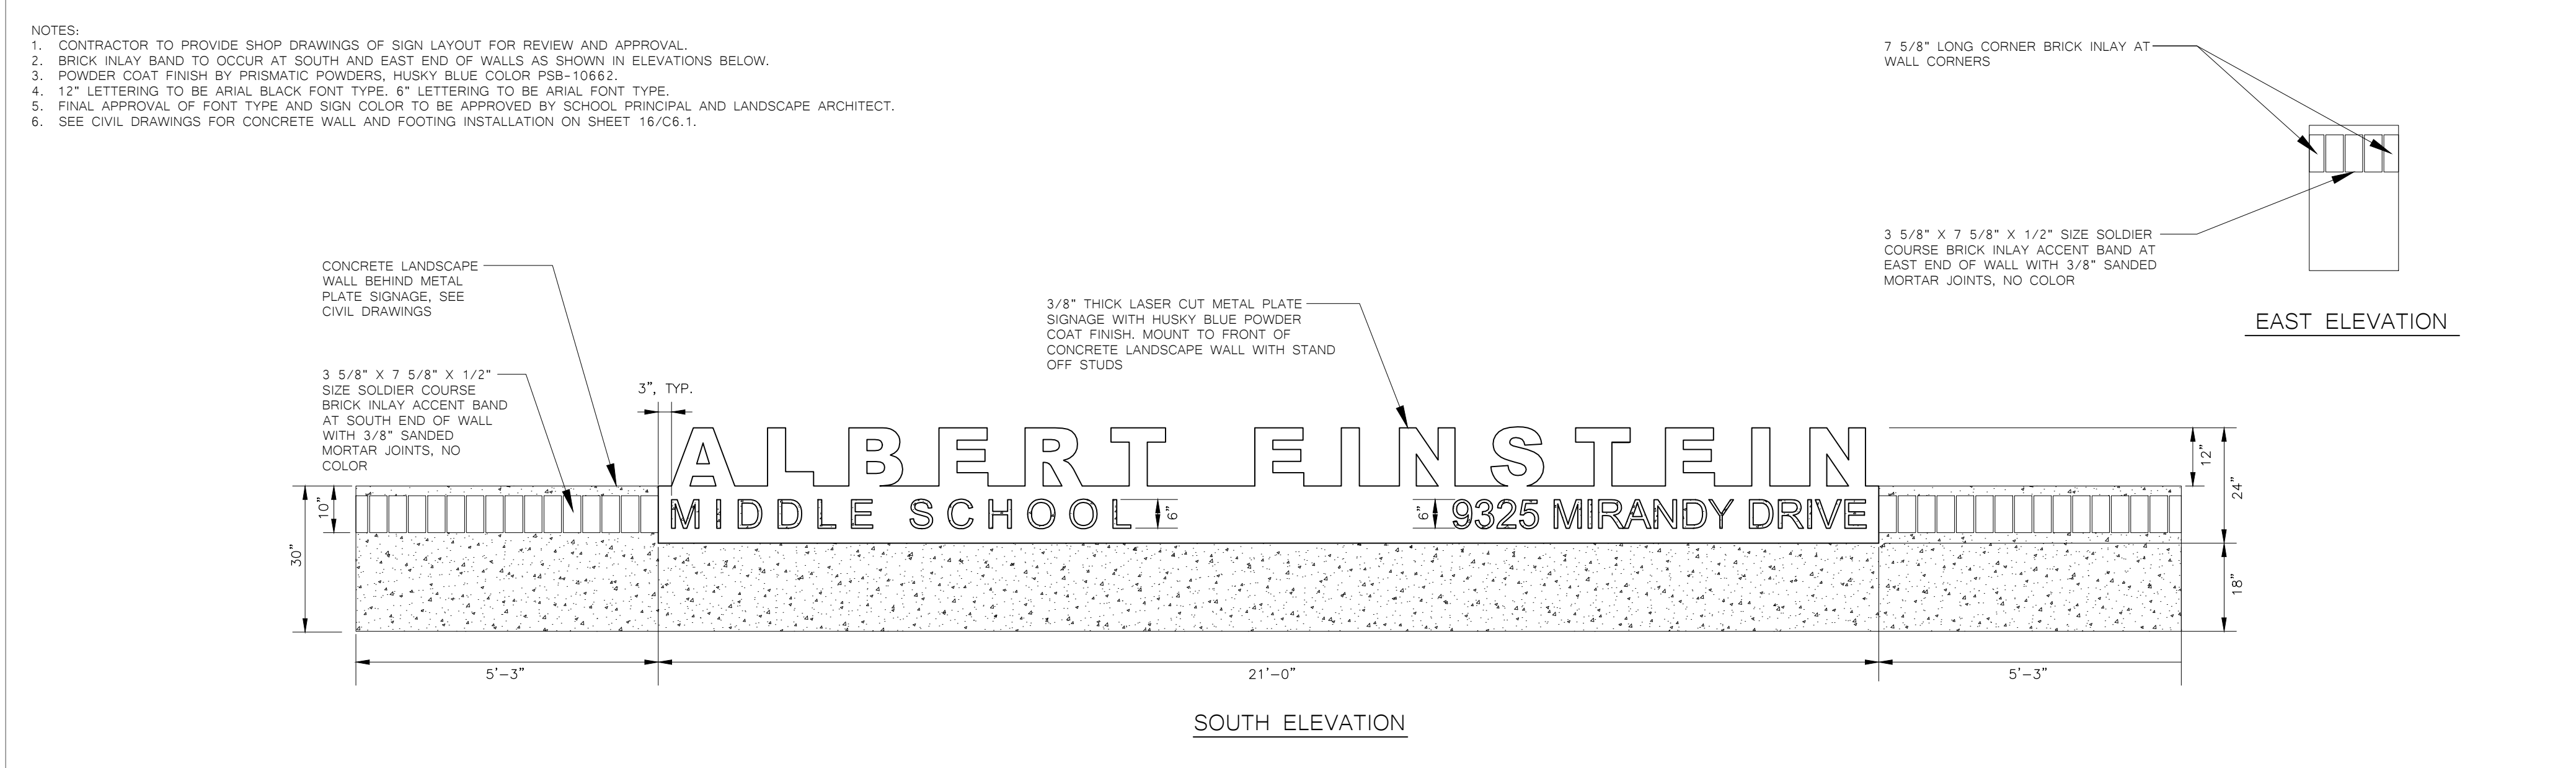 NOTES:
1. CONTRACTOR TO PROVIDE SHOP DRAWINGS OF SIGN LAYOUT FOR REVIEW AND APPROVAL.
2. BRICK INLAY BAND TO OCCUR AT SOUTH AND EAST END OF WALLS AS SHOWN IN ELEVATIONS BELOW.
3. POWDER COAT FINISH BY PRISMATIC POWDERS, HUSKY BLUE COLOR PSB-10662.
4. 12" LETTERING TO BE ARIAL BLACK FONT TYPE. 6" LETTERING TO BE ARIAL FONT TYPE.
5. FINAL APPROVAL OF FONT TYPE AND SIGN COLOR TO BE APPROVED BY SCHOOL PRINCIPAL AND LANDSCAPE ARCHITECT.
6. SEE CIVIL DRAWINGS FOR CONCRETE WALL AND FOOTING INSTALLATION ON SHEET 16/C6.1.
7 5/8" LONG CORNER BRICK INLAY AT
WALL CORNERS
3 5/8" X 7 5/8" X 1/2" SIZE SOLDIER
COURSE BRICK INLAY ACCENT BAND AT
EAST END OF WALL WITH 3/8" SANDED
MORTAR JOINTS, NO COLOR
EAST ELEVATION
CONCRETE LANDSCAPE
WALL BEHIND METAL
PLATE SIGNAGE, SEE
CIVIL DRAWINGS
3 5/8" X 7 5/8" X 1/2"
SIZE SOLDIER COURSE
BRICK INLAY ACCENT BAND
AT SOUTH END OF WALL
WITH 3/8" SANDED
MORTAR JOINTS, NO
COLOR
3/8" THICK LASER CUT METAL PLATE
SIGNAGE WITH HUSKY BLUE POWDER
COAT FINISH. MOUNT TO FRONT OF
CONCRETE LANDSCAPE WALL WITH STAND
OFF STUDS
3", TYP.
ALBERT EINSTEIN
MIDDLE SCHOOL 6" 6" 9325 MIRANDY DRIVE
10"
30"
12"
24"
18"
5'-3" 21'-0" 5'-3"
SOUTH ELEVATION